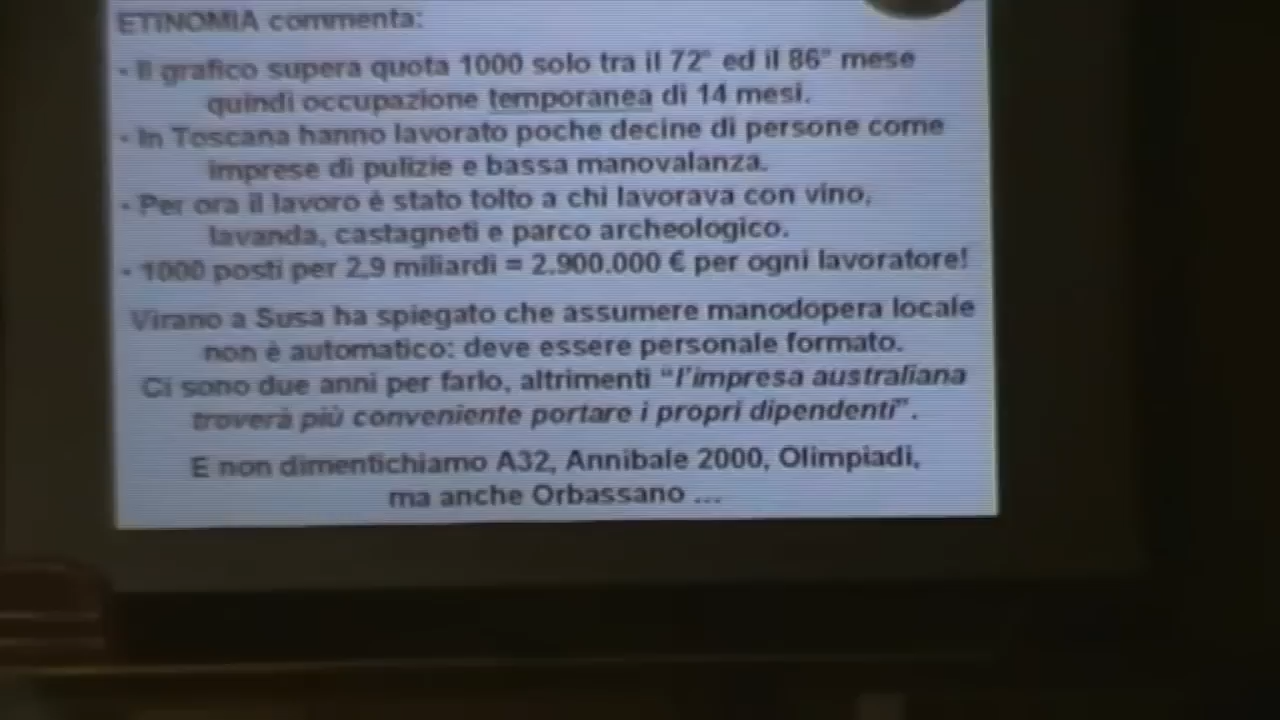 ETINOMIA commenta:
- Il grafico supera quota 1000 solo tra il 72° ed il 86° mese
quindi occupazione temporanea di 14 mesi.
- In Toscana hanno lavorato poche decine di persone come
imprese di pulizie e bassa manovalanza.
- Per ora il lavoro è stato tolto a chi lavorava con vino,
lavanda, castagneti e parco archeologico.
- 1000 posti per 2,9 miliardi = 2.900.000 € per ogni lavoratore!
Virano a Susa ha spiegato che assumere manodopera locale
non è automatico: deve essere personale formato.
Ci sono due anni per farlo, altrimenti “l’impresa australiana
troverà più conveniente portare i propri dipendenti”.
E non dimentichiamo A32, Annibale 2000, Olimpiadi,
ma anche Orbassano ...